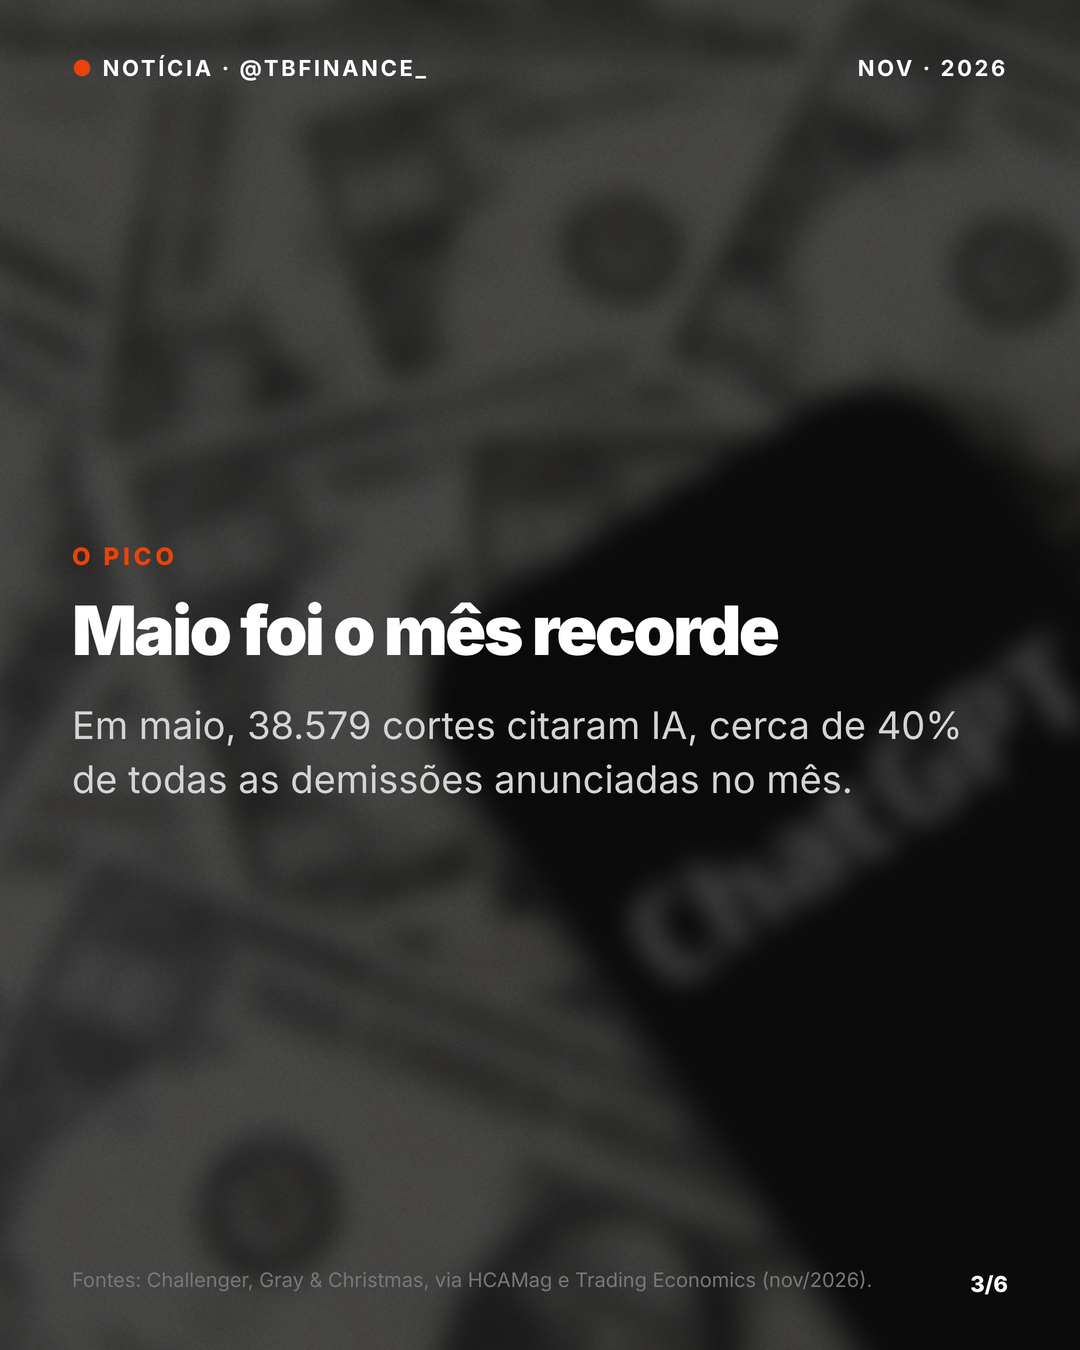 NOTÍCIA · @TBFINANCE_
NOV · 2026
O PICO
Maio foi o mês recorde
Em maio, 38.579 cortes citaram IA, cerca de 40%
de todas as demissões anunciadas no mês.
ChatGPT
Fontes: Challenger, Gray & Christmas, via HCAMag e Trading Economics (nov/2026).
3/6